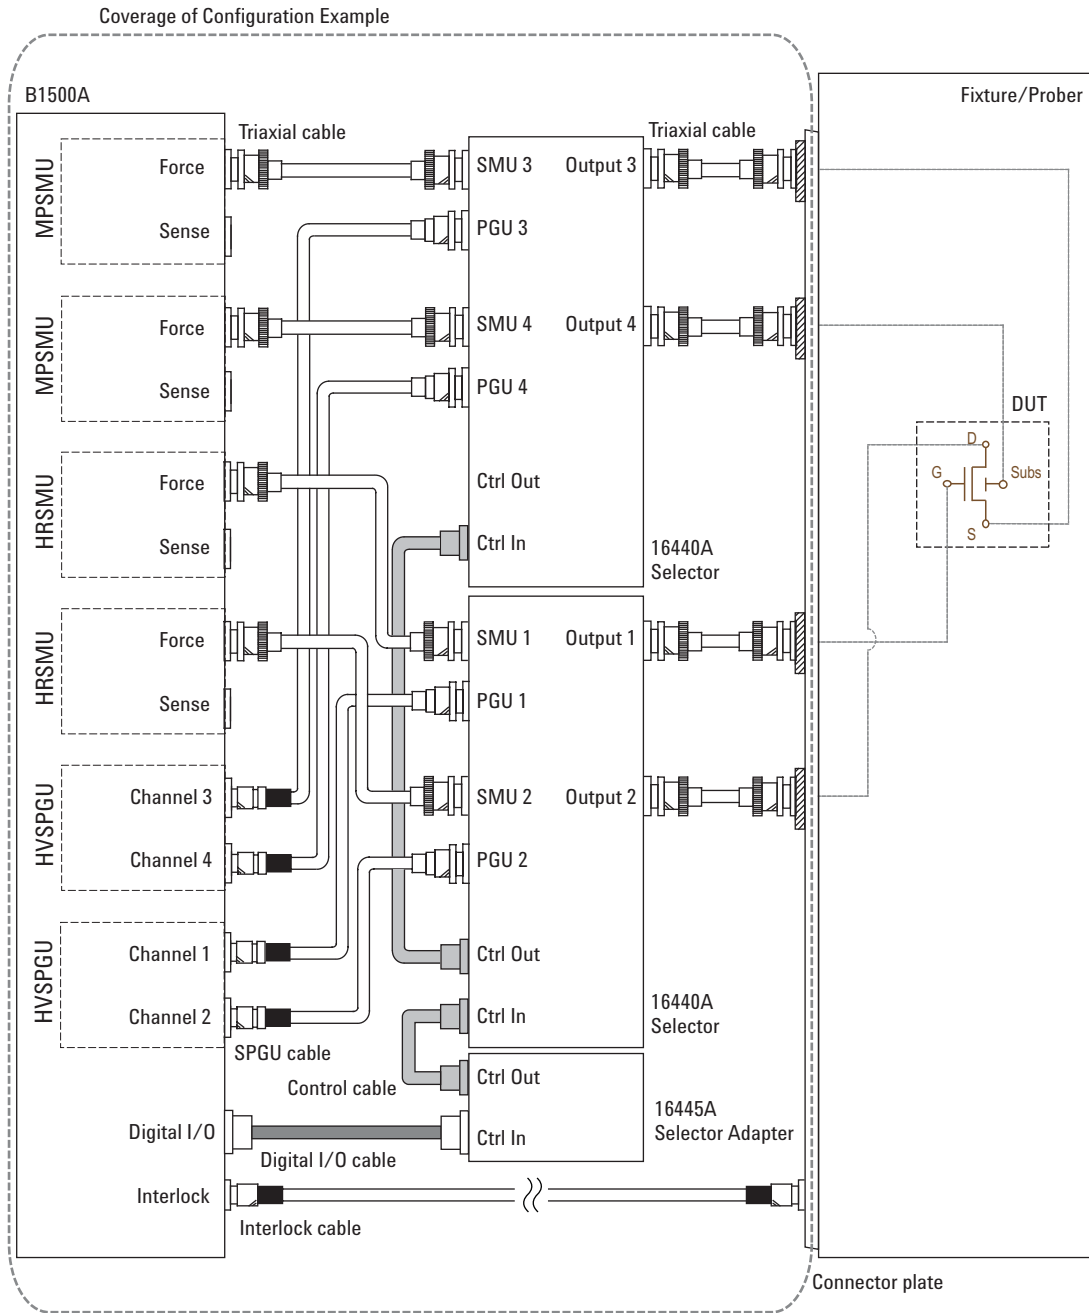 Coverage of Configuration Example
B1500A
Fixture/Prober
Triaxial cable
Triaxial cable
MPSMU
Force
Sense
SMU 3
Output 3
PGU 3
MPSMU
Force
Sense
SMU 4
Output 4
PGU 4
DUT
D
G
Subs
S
HRSMU
Force
Sense
Ctrl Out
Ctrl In
16440A
Selector
HRSMU
Force
Sense
SMU 1
Output 1
PGU 1
HVSPGU
Channel 3
Channel 4
SMU 2
Output 2
PGU 2
HVSPGU
Channel 1
Channel 2
Ctrl Out
Ctrl In
16440A
Selector
SPGU cable
Control cable
Ctrl Out
Ctrl In
16445A
Selector Adapter
Digital I/O
Digital I/O cable
Interlock
Interlock cable
Connector plate